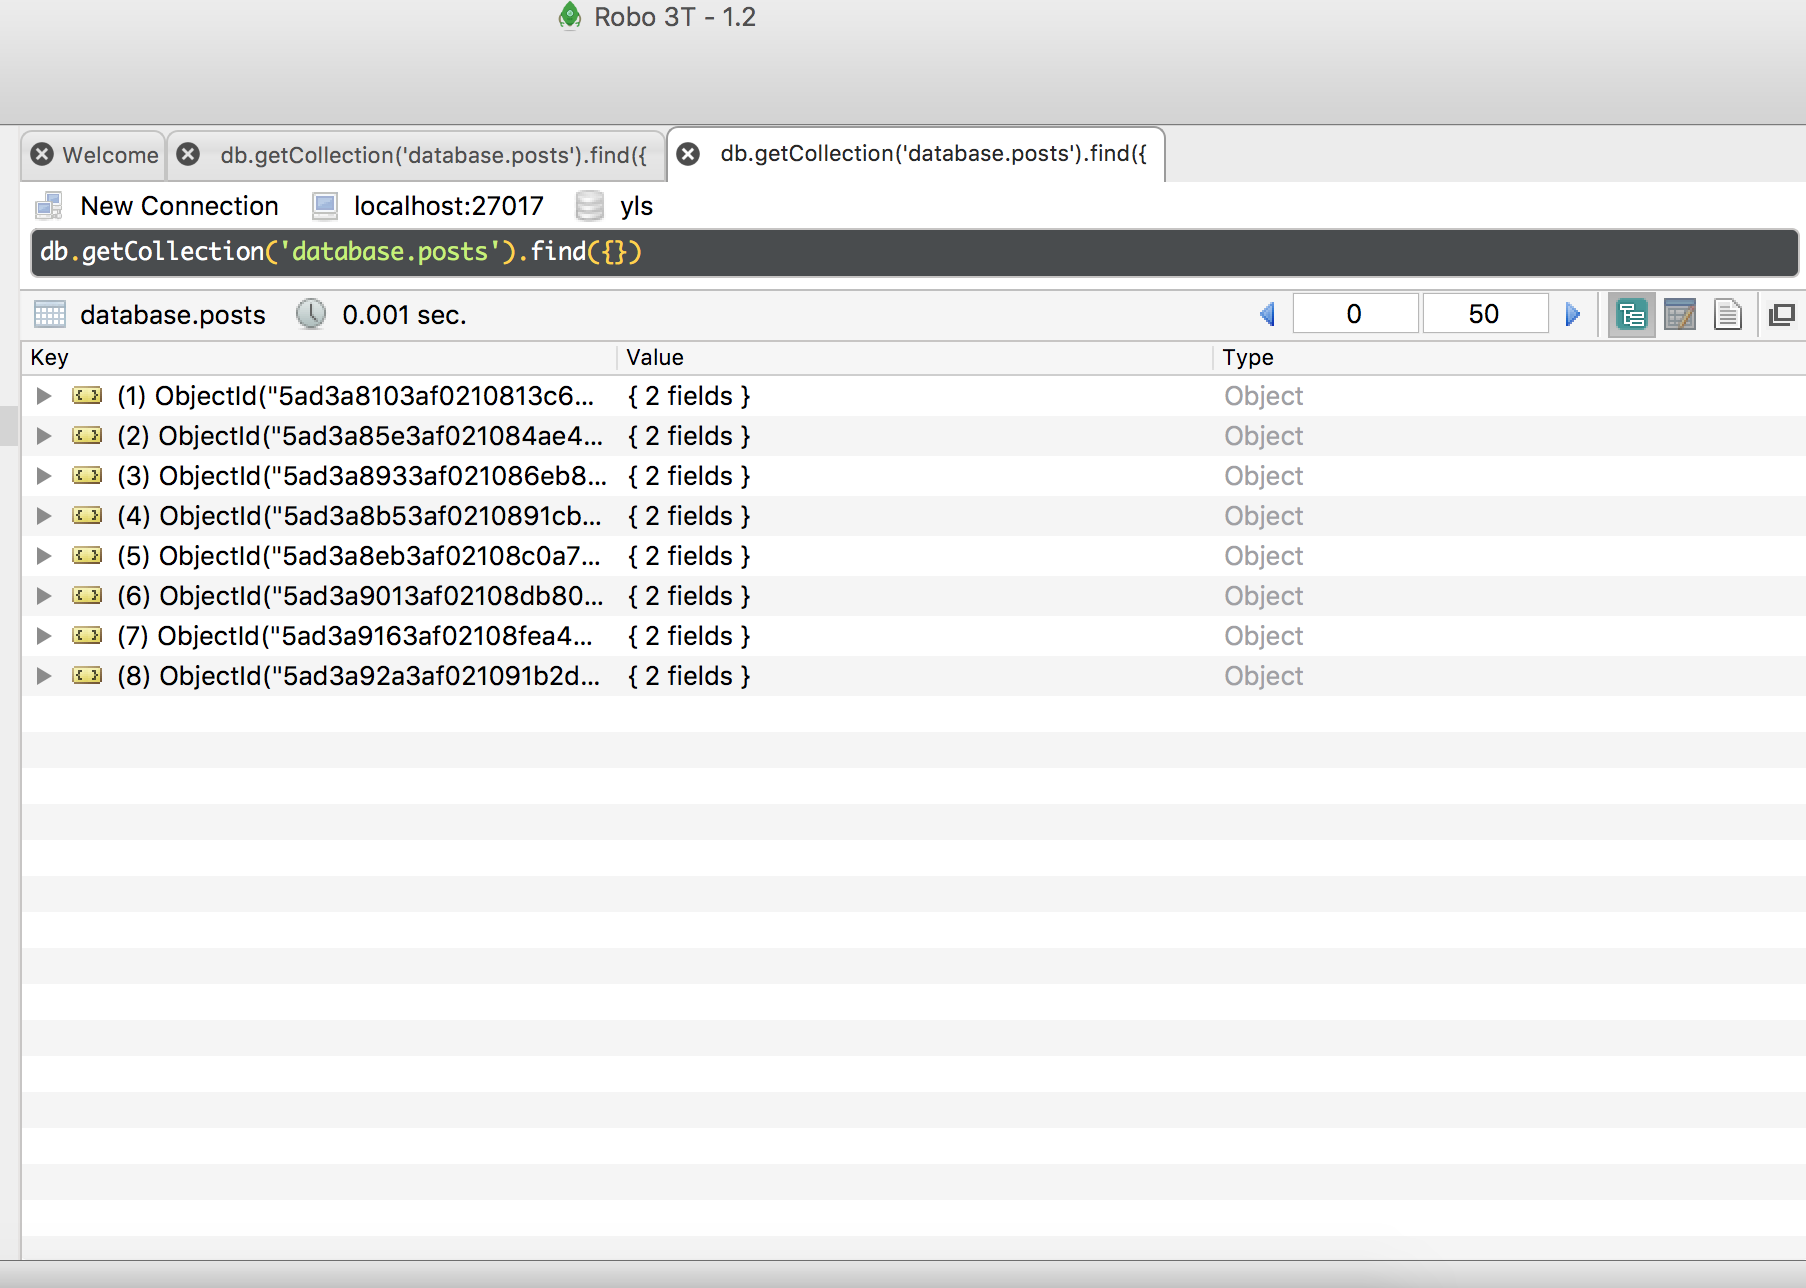 Robo 3T - 1.2
Welcome db.getCollection('database.posts').find({ db.getCollection('database.posts').find({
New Connection localhost:27017 yls
db.getCollection('database.posts').find({})
database.posts 0.001 sec. 0 50
Key Value Type
(1) ObjectId("5ad3a8103af0210813c6... { 2 fields } Object
(2) ObjectId("5ad3a85e3af021084ae4... { 2 fields } Object
(3) ObjectId("5ad3a8933af021086eb8... { 2 fields } Object
(4) ObjectId("5ad3a8b53af0210891cb... { 2 fields } Object
(5) ObjectId("5ad3a8eb3af02108c0a7... { 2 fields } Object
(6) ObjectId("5ad3a9013af02108db80... { 2 fields } Object
(7) ObjectId("5ad3a9163af02108fea4... { 2 fields } Object
(8) ObjectId("5ad3a92a3af021091b2d... { 2 fields } Object